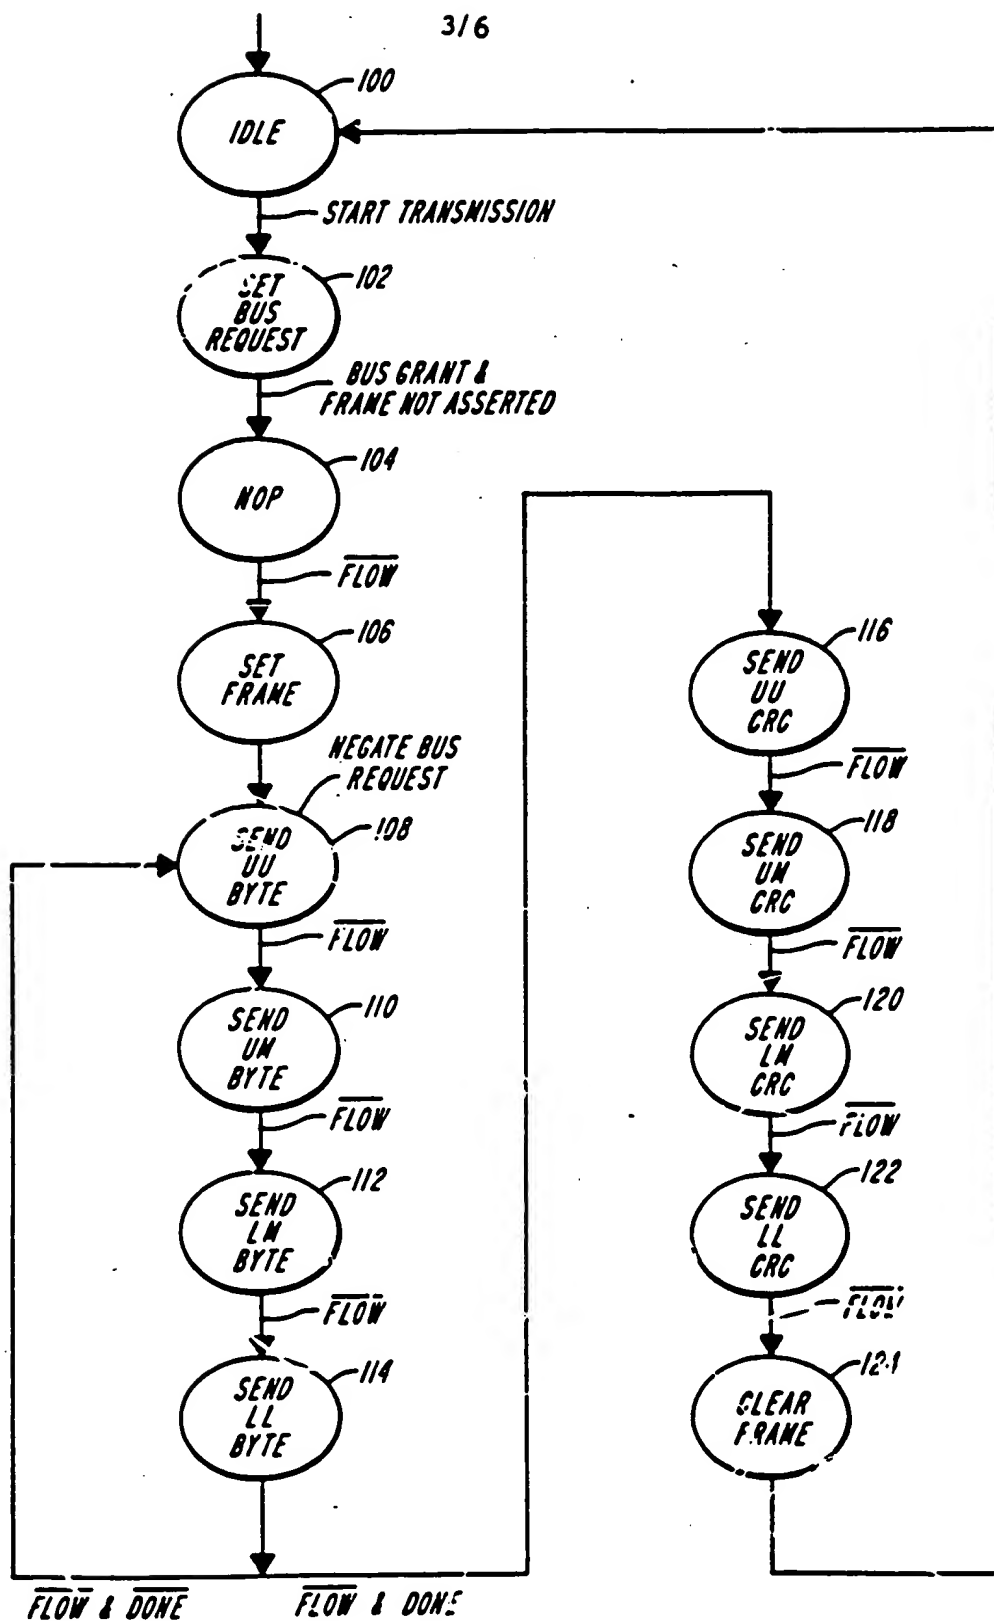 3/6
100
IDLE
START TRANSMISSION
102
SET
BUS
REQUEST
BUS GRANT &
FRAME NOT ASSERTED
104
NOP
FLOW
106
SET
FRAME
NEGATE BUS
REQUEST
108
SEND
UU
BYTE
FLOW
110
SEND
UM
BYTE
FLOW
112
SEND
LM
BYTE
FLOW
114
SEND
LL
BYTE
FLOW & DONE
FLOW & DONE
116
SEND
UU
CRC
FLOW
118
SEND
UM
CRC
FLOW
120
SEND
LM
CRC
FLOW
122
SEND
LL
CRC
FLOW
124
CLEAR
FRAME